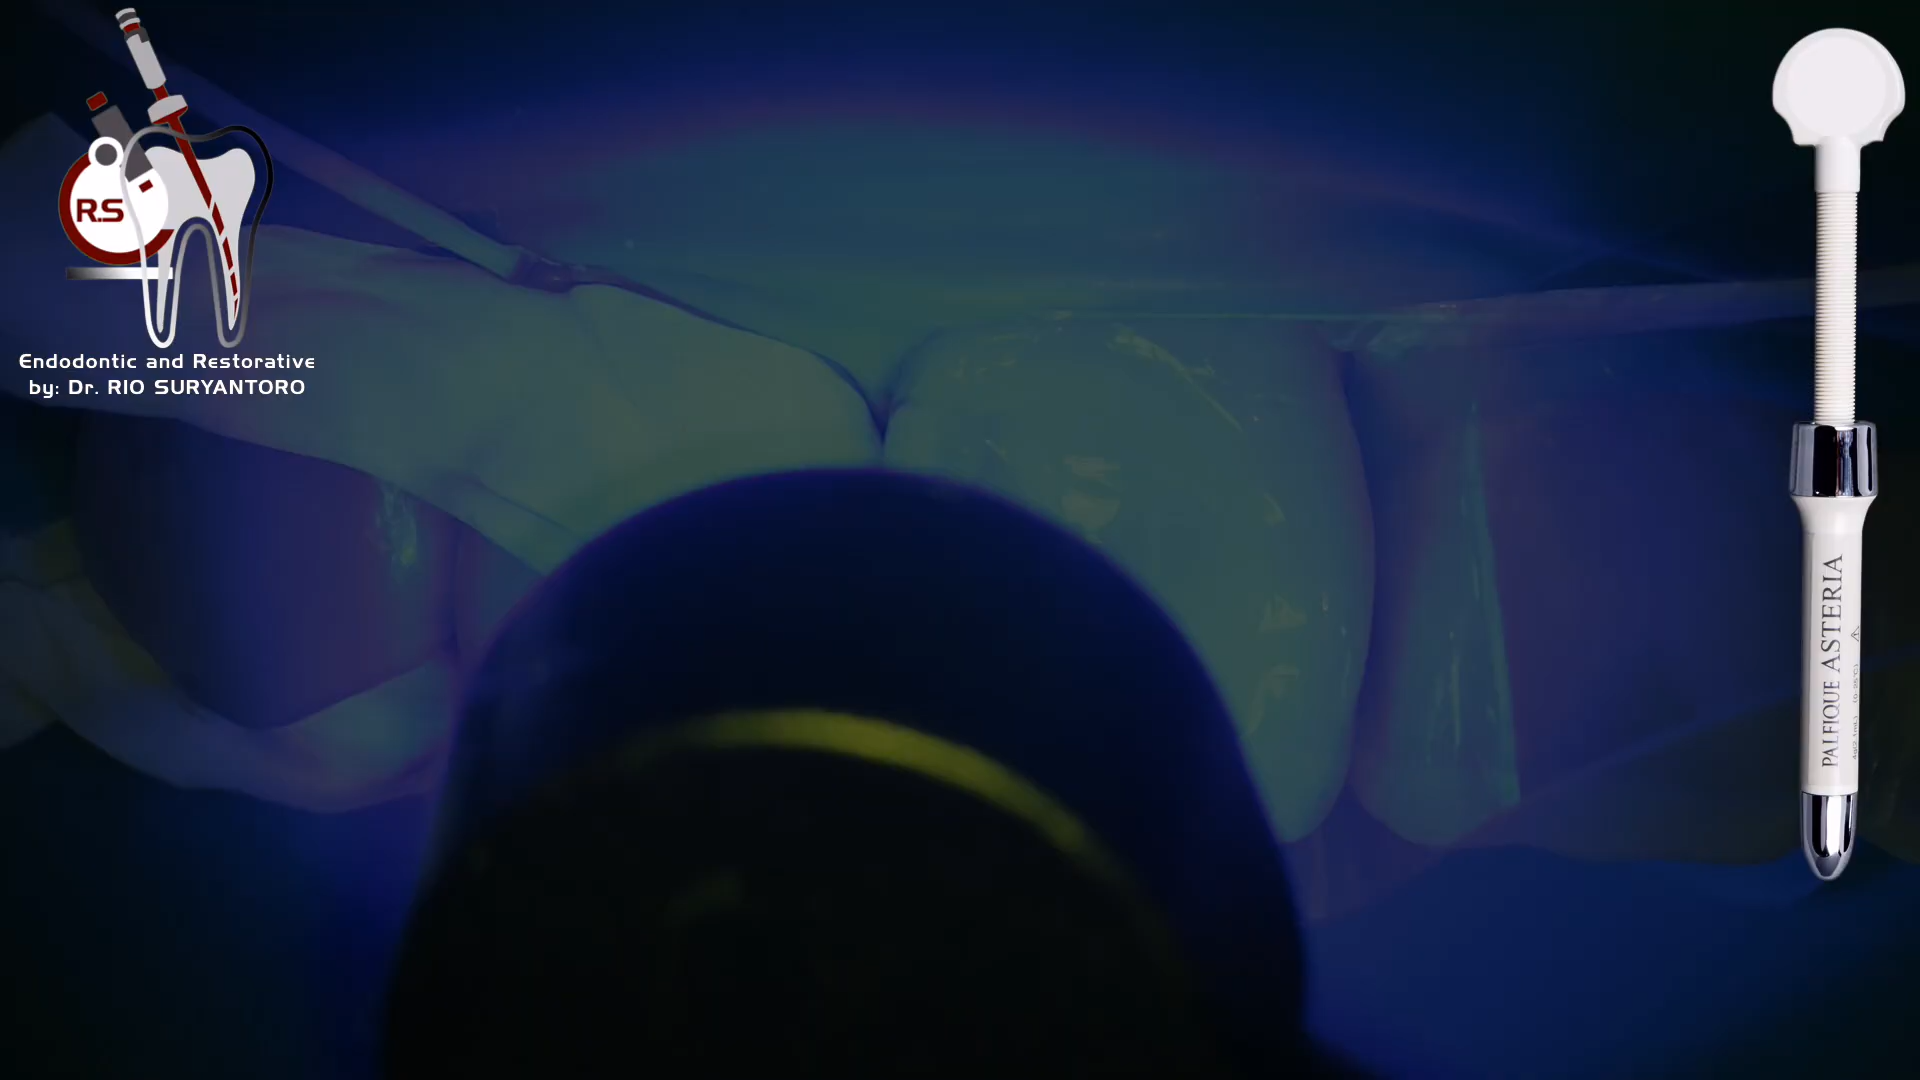 R.S
Endodontic and Restorative
by: Dr. RIO SURYANTORO
PALFIQUE ASTERIA